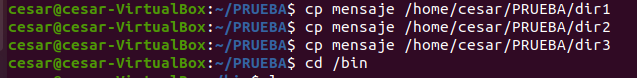 cesar@cesar-VirtualBox:~/PRUEBA$ cp mensaje /home/cesar/PRUEBA/dir1
cesar@cesar-VirtualBox:~/PRUEBA$ cp mensaje /home/cesar/PRUEBA/dir2
cesar@cesar-VirtualBox:~/PRUEBA$ cp mensaje /home/cesar/PRUEBA/dir3
cesar@cesar-VirtualBox:~/PRUEBA$ cd /bin